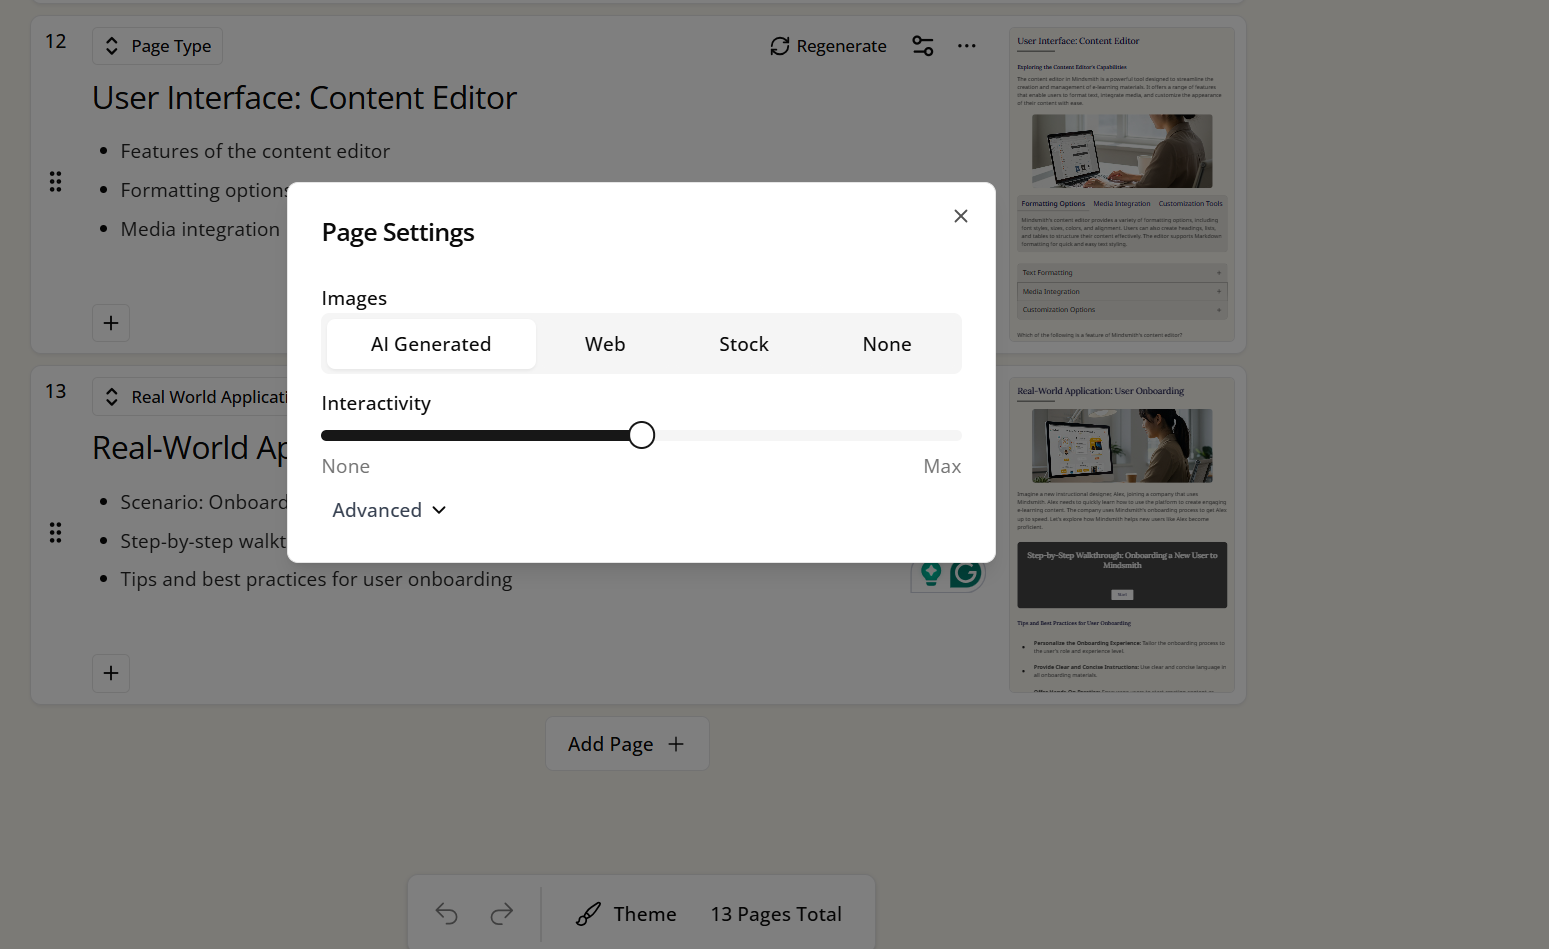 12
Page Type
Regenerate
User Interface: Content Editor
Features of the content editor
Formatting options
Media integration
Page Settings
Images
AI Generated
Web
Stock
None
Interactivity
None
Max
Advanced
13
Real World Applicati
Real-World Ap
Scenario: Onboard
Step-by-step walkt
Tips and best practices for user onboarding
Add Page
Theme
13 Pages Total
User Interface: Content Editor
Exploring the Content Editor's Capabilities
The content editor in Mindsmith is a powerful tool designed to streamline the
creation and management of e-learning materials. It offers a range of features
that enable users to format text, integrate media, and customize the appearance
of their content with ease.
Formatting Options
Media Integration
Customization Tools
Mindsmith's content editor provides a variety of formatting options, including
font styles, sizes, colors, and alignment. Users can also create headings, lists,
and tables to structure their content effectively. The editor supports Markdown
formatting for quick and easy text styling.
Text Formatting
Media Integration
Customization Options
Which of the following is a feature of Mindsmith's content editor?
Real-World Application: User Onboarding
Imagine a new instructional designer, Alex, joining a company that uses
Mindsmith. Alex needs to quickly learn how to use the platform to create engaging
e-learning content. The company uses Mindsmith's onboarding process to get Alex
up to speed. Let's explore how Mindsmith helps new users like Alex become
proficient.
Step-by-Step Walkthrough: Onboarding a New User to
Mindsmith
Start
Tips and Best Practices for User Onboarding
Personalize the Onboarding Experience: Tailor the onboarding process to
the user's role and experience level.
Provide Clear and Concise Instructions: Use clear and concise language in
all onboarding materials.